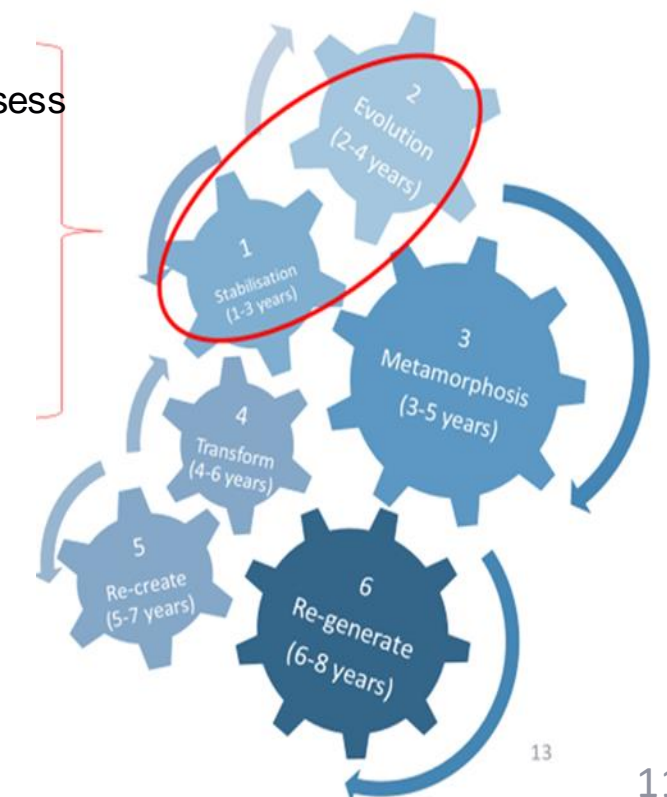 sess
2
Evolution
(2-4 years)
1
Stabilisation
(1-3 years)
3
Metamorphosis
(3-5 years)
4
Transform
(4-6 years)
5
Re-create
(5-7 years)
6
Re-generate
(6-8 years)
13
11